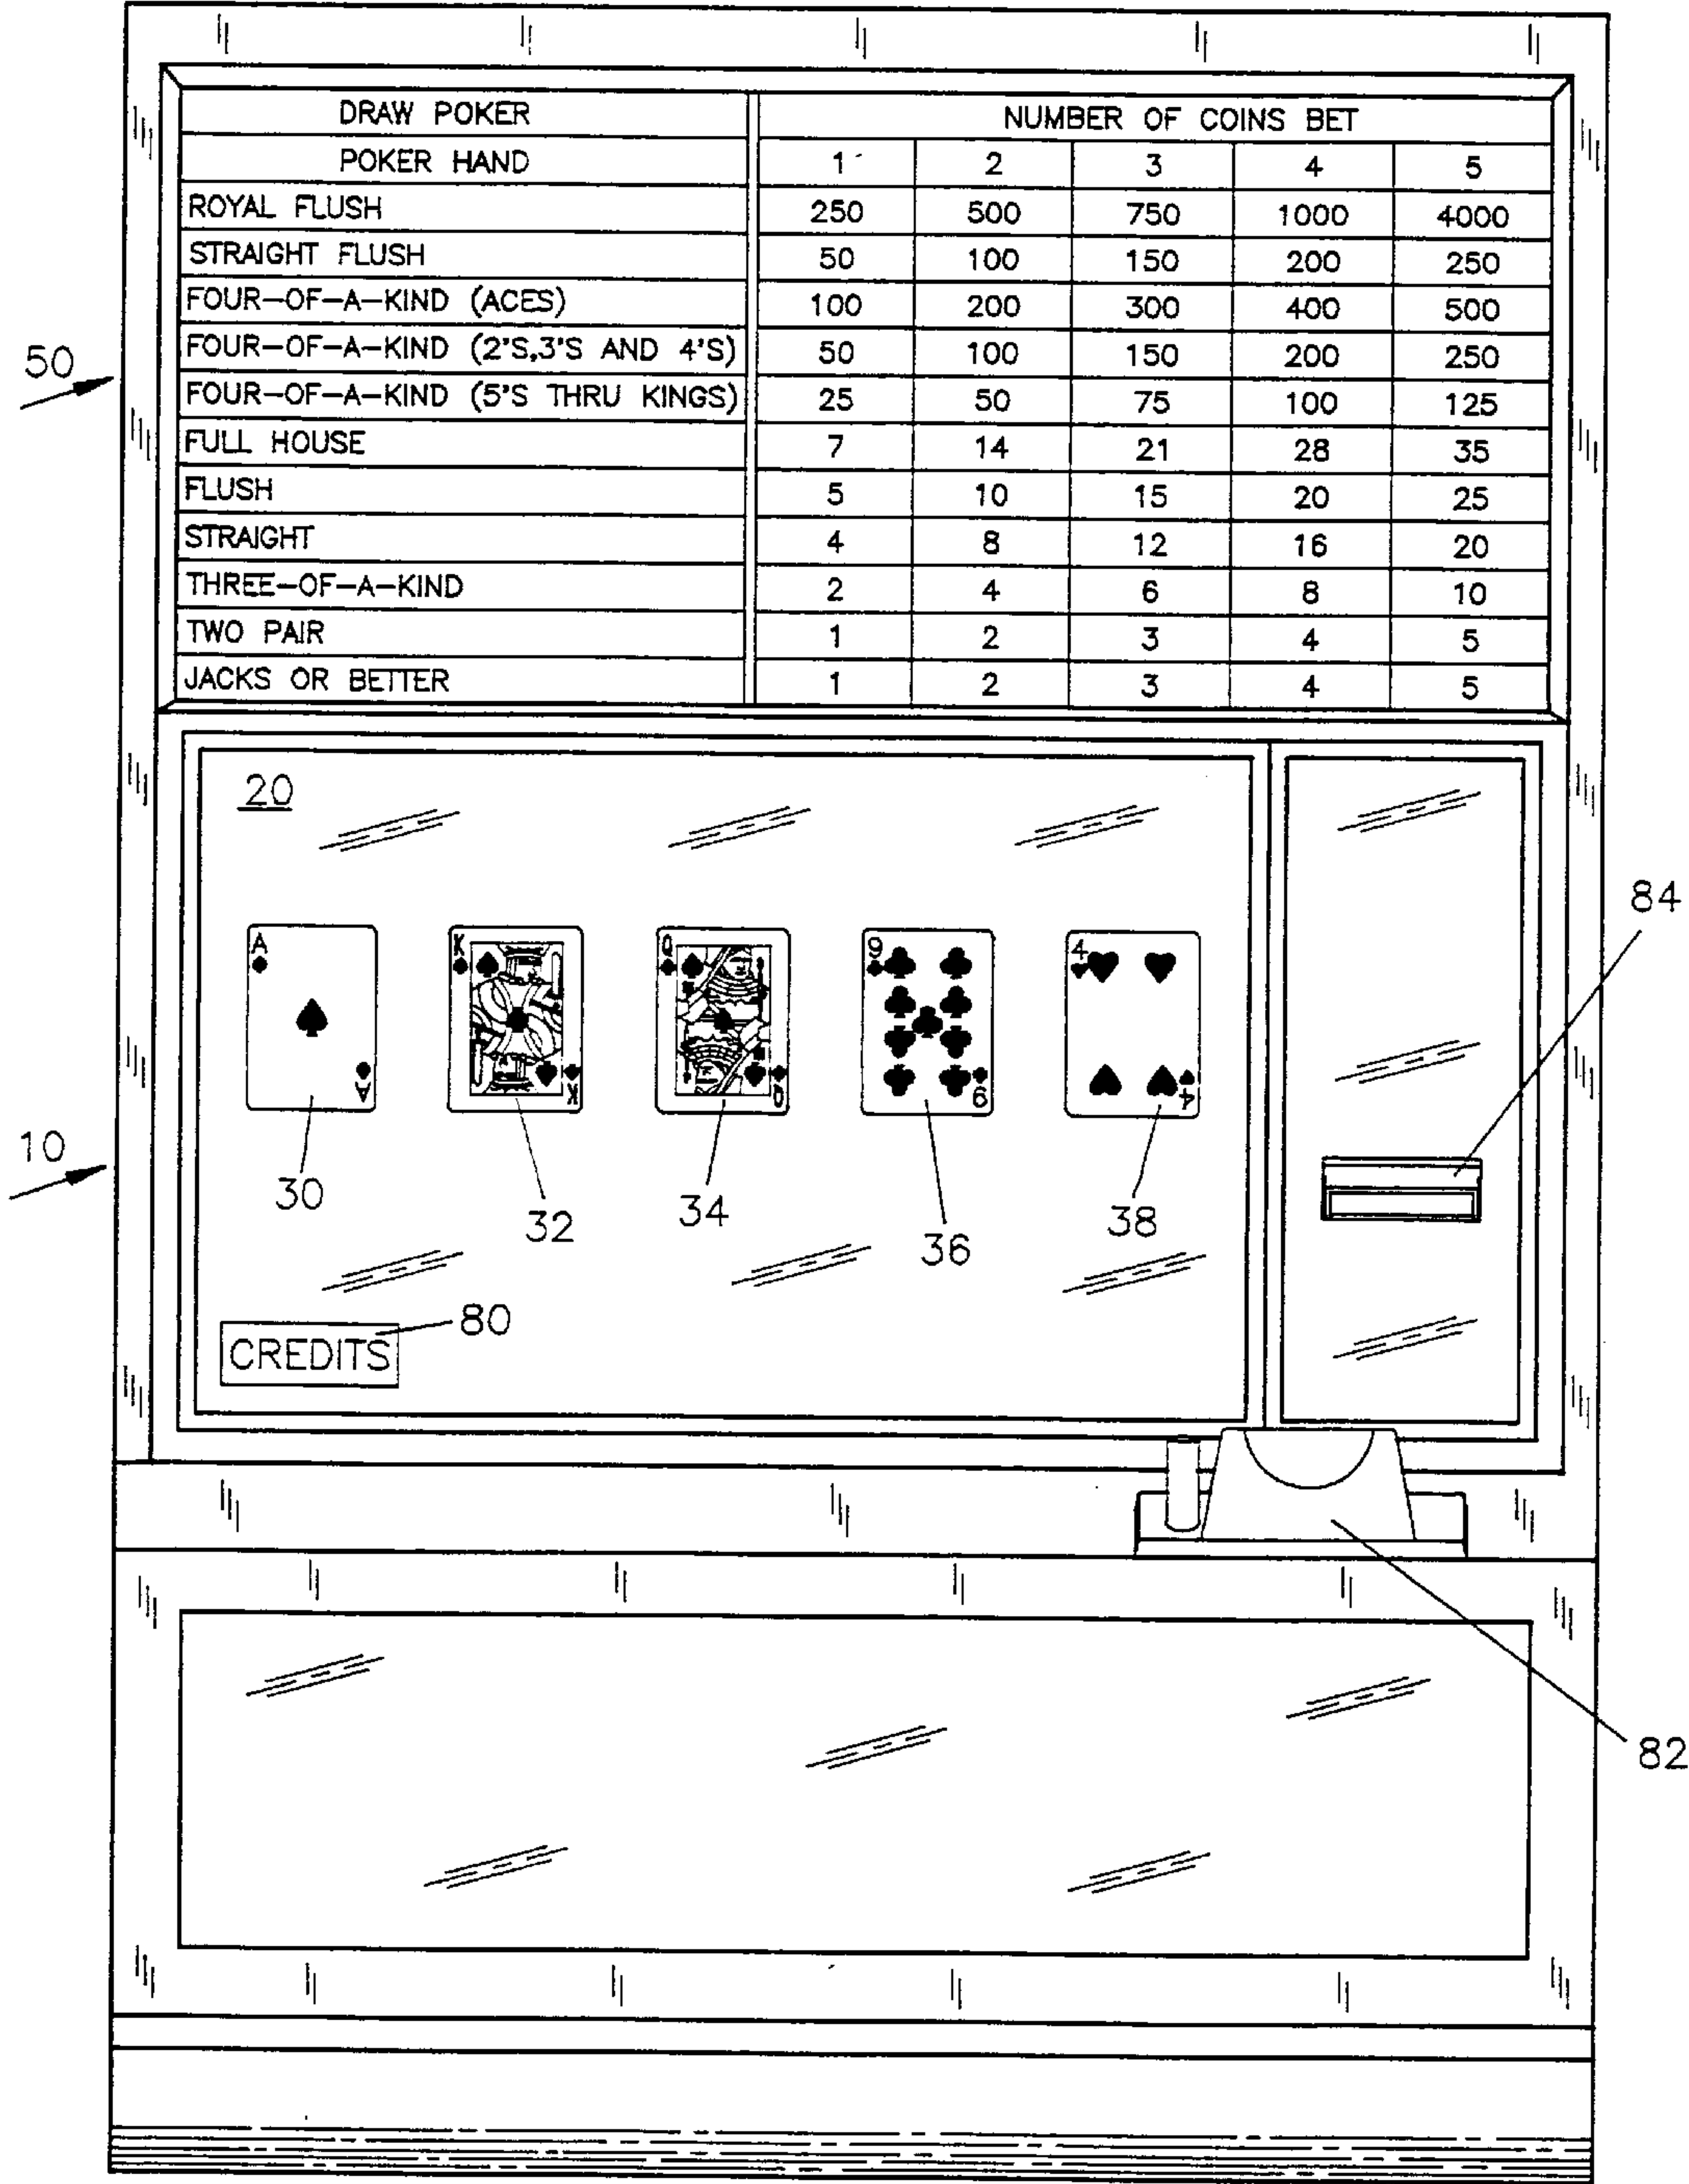 DRAW POKER NUMBER OF COINS BET
POKER HAND 1 2 3 4 5
ROYAL FLUSH 250 500 750 1000 4000
STRAIGHT FLUSH 50 100 150 200 250
FOUR-OF-A-KIND (ACES) 100 200 300 400 500
FOUR-OF-A-KIND (2'S,3'S AND 4'S) 50 100 150 200 250
50
FOUR-OF-A-KIND (5'S THRU KINGS) 25 50 75 100 125
FULL HOUSE 7 14 21 28 35
FLUSH 5 10 15 20 25
STRAIGHT 4 8 12 16 20
THREE-OF-A-KIND 2 4 6 8 10
TWO PAIR 1 2 3 4 5
JACKS OR BETTER 1 2 3 4 5
20
84
A K Q 9 4
A K Q 9 4
10
30 32 34 36 38
80
CREDITS
82